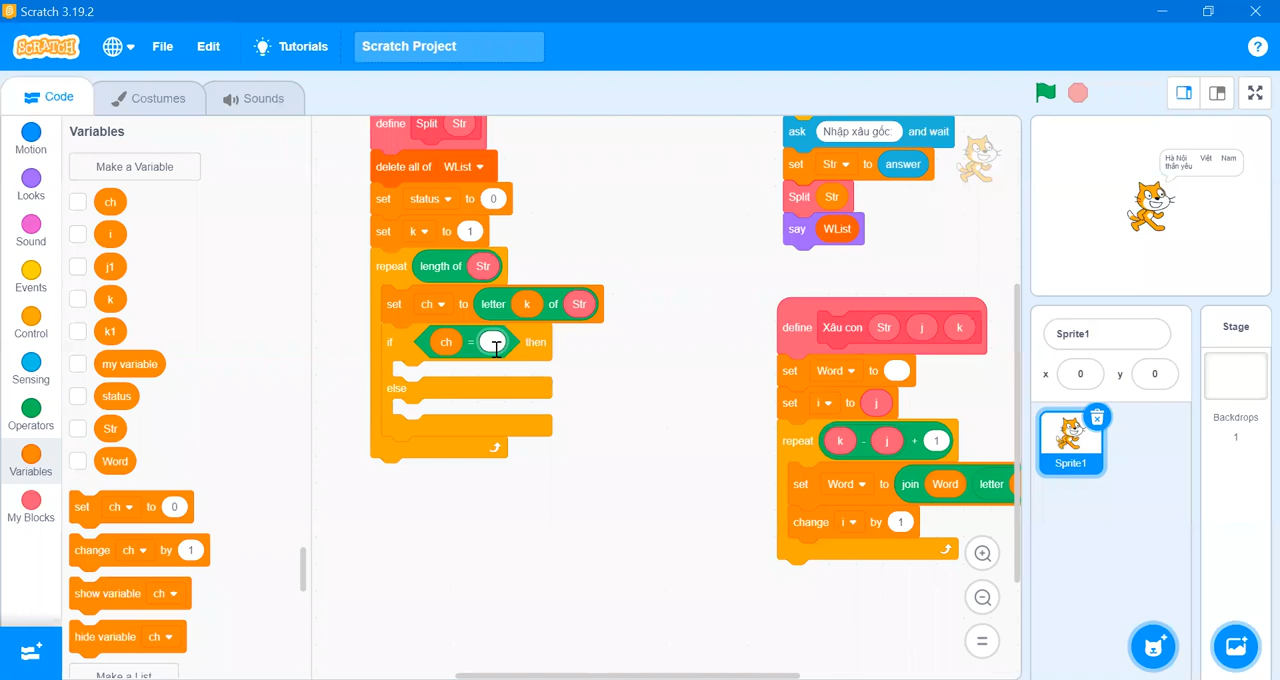 Scratch 3.19.2
SCRATCH File Edit Tutorials Scratch Project ?
Code Costumes Sounds
Motion
Looks
Sound
Events
Control
Sensing
Operators
Variables
My Blocks
Variables
Make a Variable
ch
i
j1
k
k1
my variable
status
Str
Word
set ch to 0
change ch by 1
show variable ch
hide variable ch
Make a List
define Split Str
delete all of WList
set status to 0
set k to 1
repeat length of Str
set ch to letter k of Str
if ch = then
else
ask Nhập xâu gốc: and wait
set Str to answer
Split Str
say WList
define Xâu con Str j k
set Word to
set i to j
repeat k - j + 1
set Word to join Word letter
change i by 1
Hà Nội Việt Nam
thân yêu
Sprite1
x 0 y 0
Sprite1
Stage
Backdrops
1